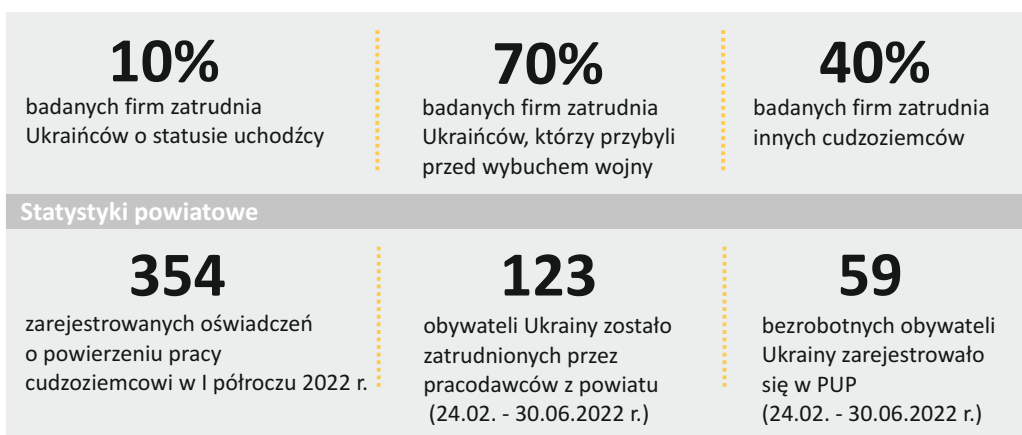 10%
badanych firm zatrudnia
Ukraińców o statusie uchodźcy
70%
badanych firm zatrudnia
Ukraińców, którzy przybyli
przed wybuchem wojny
40%
badanych firm zatrudnia
innych cudzoziemców
Statystyki powiatowe
354
zarejestrowanych oświadczeń
o powierzeniu pracy
cudzoziemcowi w I półroczu 2022 r.
123
obywateli Ukrainy zostało
zatrudnionych przez
pracodawców z powiatu
(24.02. - 30.06.2022 r.)
59
bezrobotnych obywateli
Ukrainy zarejestrowało
się w PUP
(24.02. - 30.06.2022 r.)